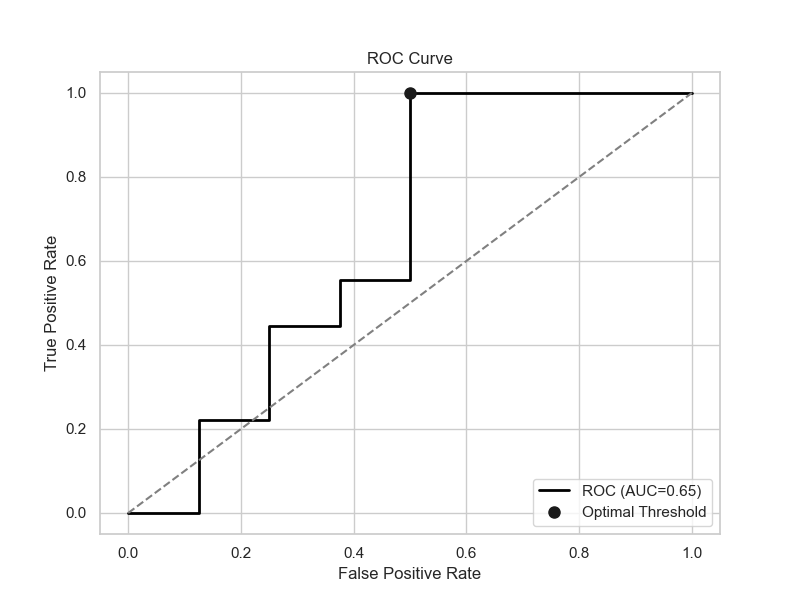 ROC Curve
1.0
0.8
0.6
0.4
0.2
0.0
True Positive Rate
0.0 0.2 0.4 0.6 0.8 1.0
False Positive Rate
ROC (AUC=0.65)
Optimal Threshold